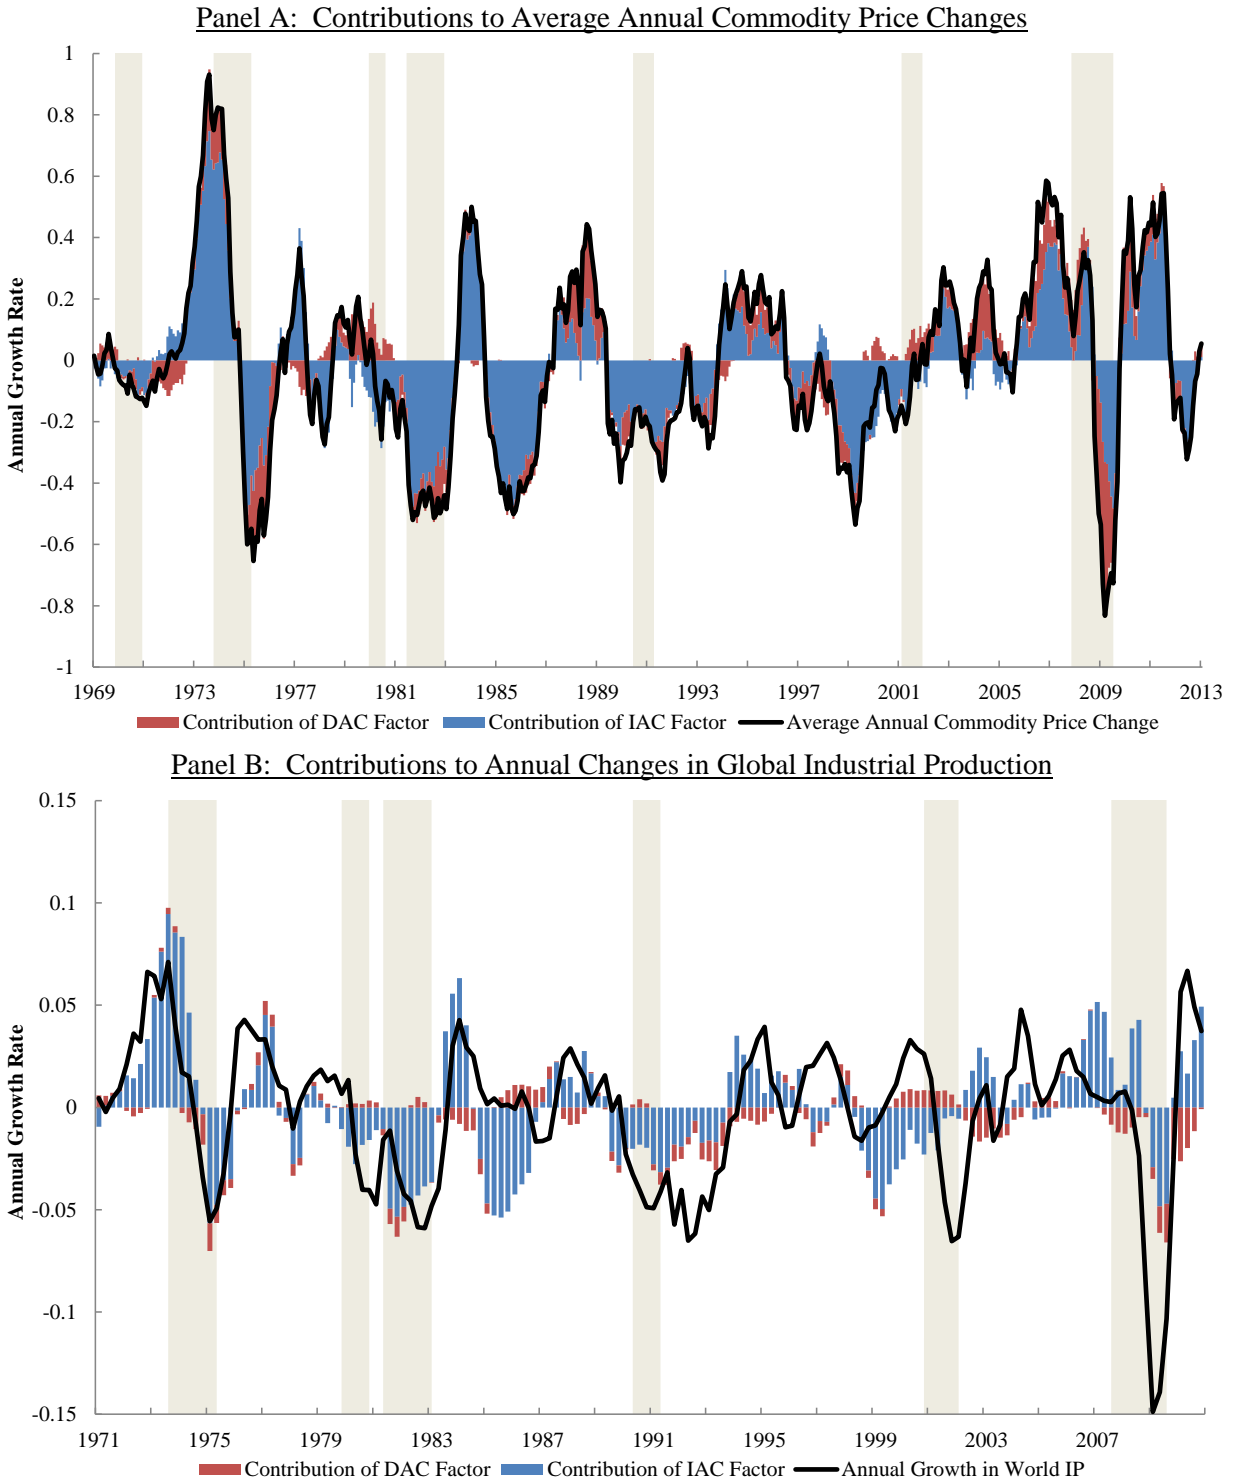 Panel A: Contributions to Average Annual Commodity Price Changes
1
0.8
0.6
0.4
0.2
0
-0.2
-0.4
-0.6
-0.8
-1
Annual Growth Rate
1969 1973 1977 1981 1985 1989 1993 1997 2001 2005 2009 2013
Contribution of DAC Factor Contribution of IAC Factor Average Annual Commodity Price Change
Panel B: Contributions to Annual Changes in Global Industrial Production
0.15
0.1
0.05
0
-0.05
-0.1
-0.15
Annual Growth Rate
1971 1975 1979 1983 1987 1991 1995 1999 2003 2007
Contribution of DAC Factor Contribution of IAC Factor Annual Growth in World IP